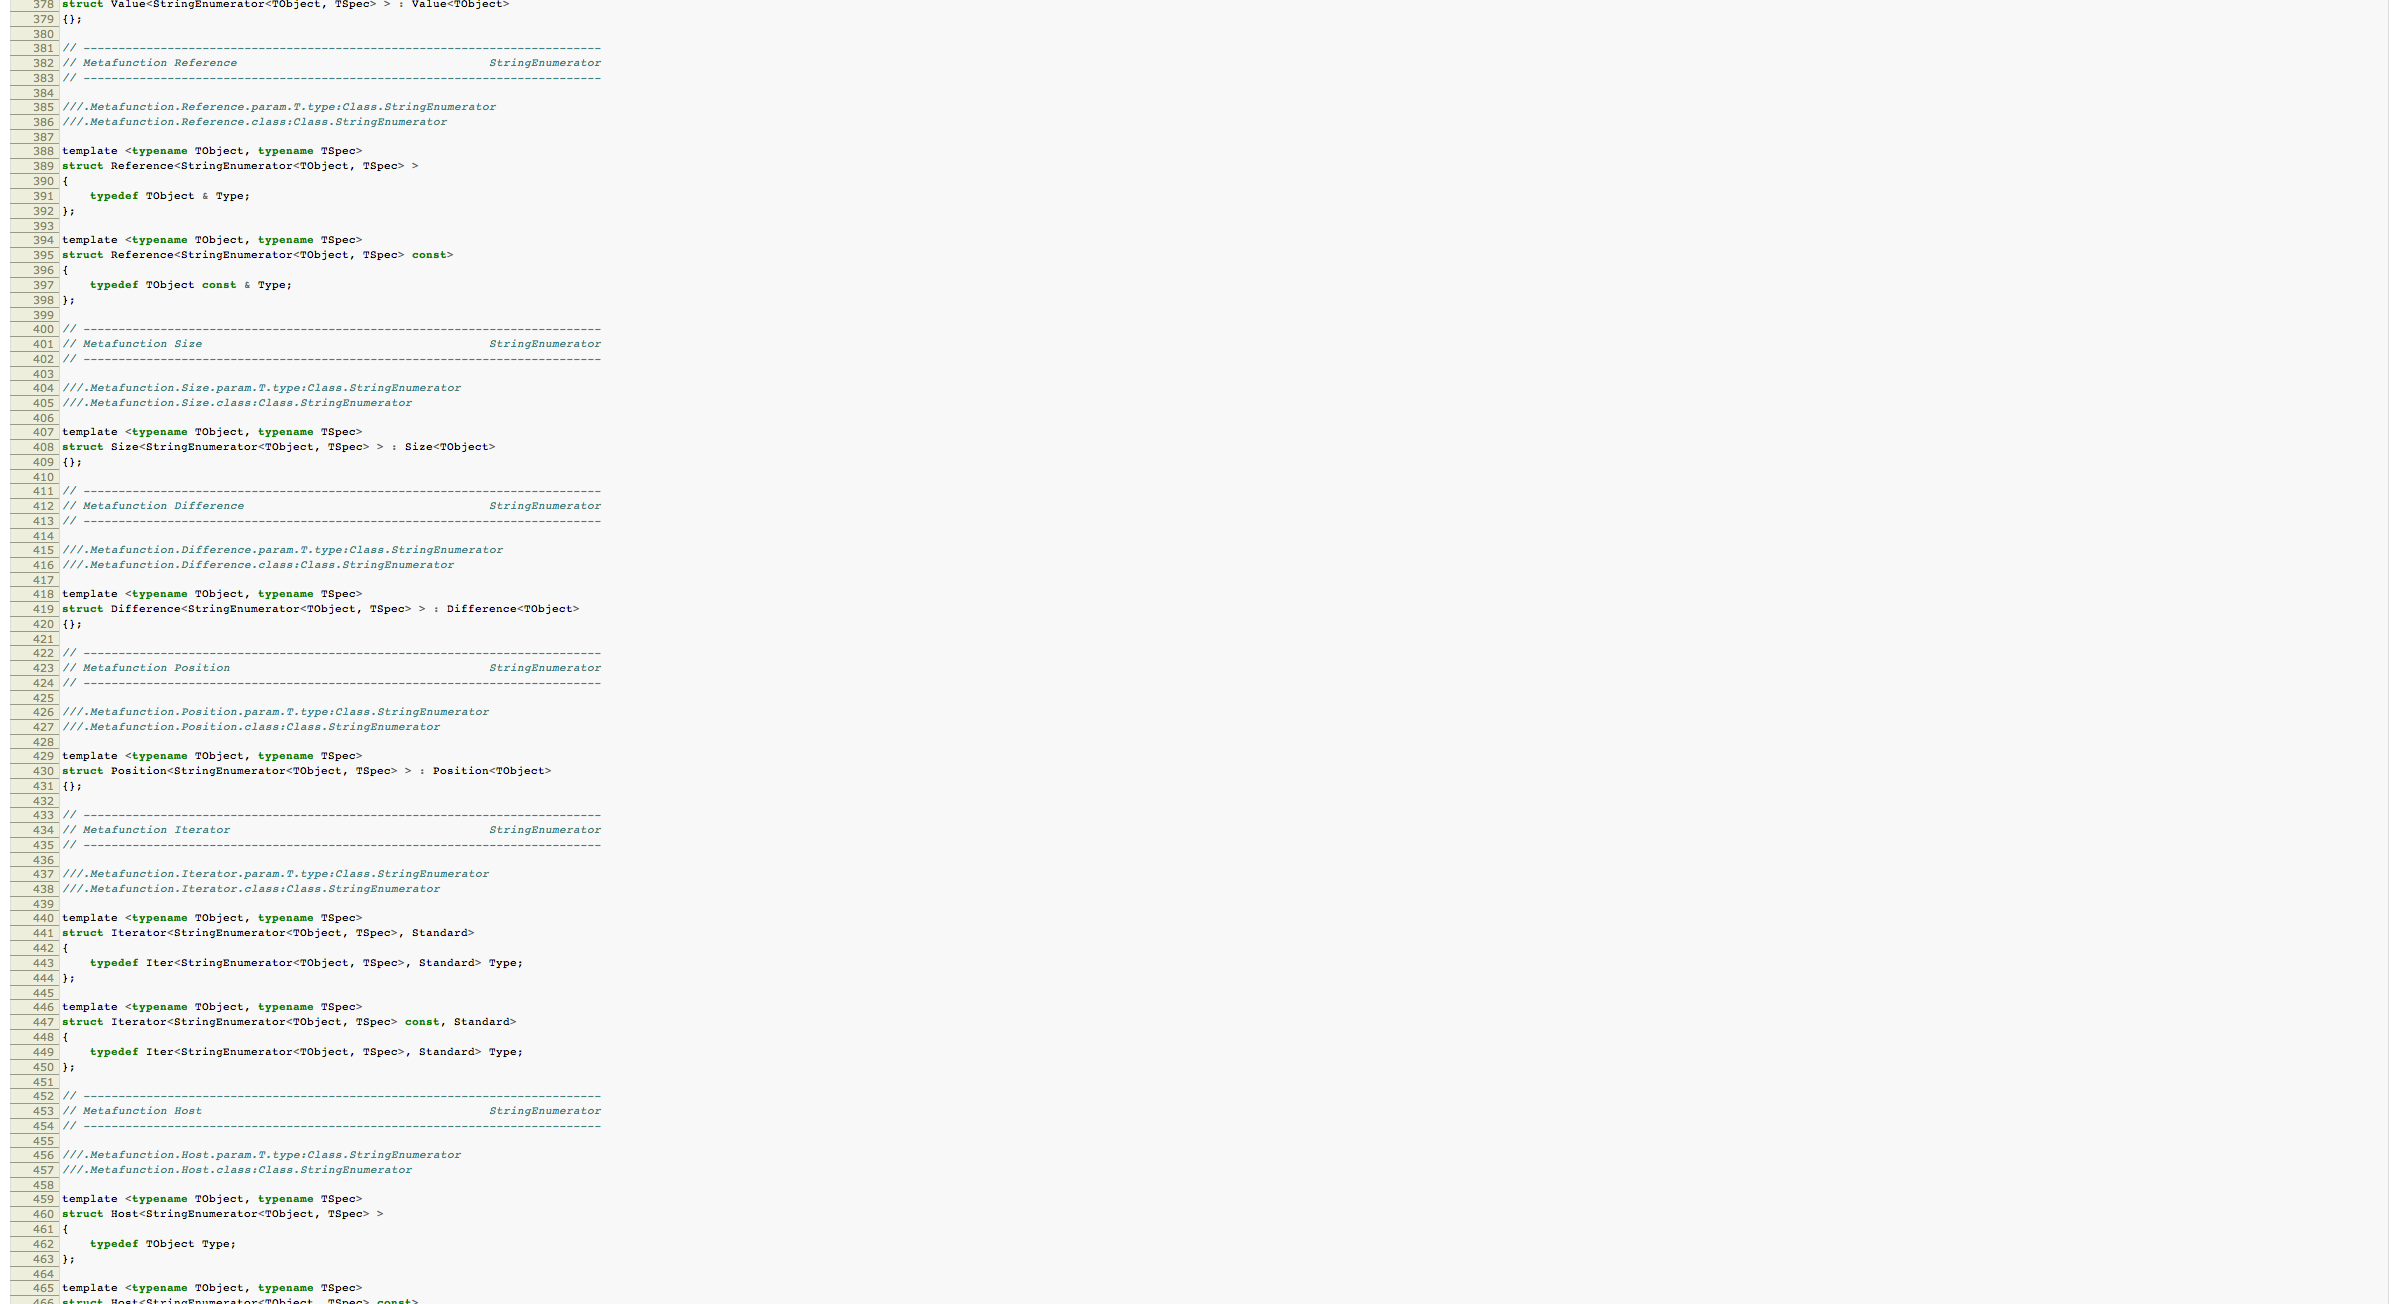 378 struct Value<StringEnumerator<TObject, TSpec> > : Value<TObject>
379 {};
380
381 // --------------------------------------------------------------------------
382 // Metafunction Reference                                    StringEnumerator
383 // --------------------------------------------------------------------------
384
385 ///.Metafunction.Reference.param.T.type:Class.StringEnumerator
386 ///.Metafunction.Reference.class:Class.StringEnumerator
387
388 template <typename TObject, typename TSpec>
389 struct Reference<StringEnumerator<TObject, TSpec> >
390 {
391     typedef TObject & Type;
392 };
393
394 template <typename TObject, typename TSpec>
395 struct Reference<StringEnumerator<TObject, TSpec> const>
396 {
397     typedef TObject const & Type;
398 };
399
400 // --------------------------------------------------------------------------
401 // Metafunction Size                                         StringEnumerator
402 // --------------------------------------------------------------------------
403
404 ///.Metafunction.Size.param.T.type:Class.StringEnumerator
405 ///.Metafunction.Size.class:Class.StringEnumerator
406
407 template <typename TObject, typename TSpec>
408 struct Size<StringEnumerator<TObject, TSpec> > : Size<TObject>
409 {};
410
411 // --------------------------------------------------------------------------
412 // Metafunction Difference                                   StringEnumerator
413 // --------------------------------------------------------------------------
414
415 ///.Metafunction.Difference.param.T.type:Class.StringEnumerator
416 ///.Metafunction.Difference.class:Class.StringEnumerator
417
418 template <typename TObject, typename TSpec>
419 struct Difference<StringEnumerator<TObject, TSpec> > : Difference<TObject>
420 {};
421
422 // --------------------------------------------------------------------------
423 // Metafunction Position                                     StringEnumerator
424 // --------------------------------------------------------------------------
425
426 ///.Metafunction.Position.param.T.type:Class.StringEnumerator
427 ///.Metafunction.Position.class:Class.StringEnumerator
428
429 template <typename TObject, typename TSpec>
430 struct Position<StringEnumerator<TObject, TSpec> > : Position<TObject>
431 {};
432
433 // --------------------------------------------------------------------------
434 // Metafunction Iterator                                     StringEnumerator
435 // --------------------------------------------------------------------------
436
437 ///.Metafunction.Iterator.param.T.type:Class.StringEnumerator
438 ///.Metafunction.Iterator.class:Class.StringEnumerator
439
440 template <typename TObject, typename TSpec>
441 struct Iterator<StringEnumerator<TObject, TSpec>, Standard>
442 {
443     typedef Iter<StringEnumerator<TObject, TSpec>, Standard> Type;
444 };
445
446 template <typename TObject, typename TSpec>
447 struct Iterator<StringEnumerator<TObject, TSpec> const, Standard>
448 {
449     typedef Iter<StringEnumerator<TObject, TSpec>, Standard> Type;
450 };
451
452 // --------------------------------------------------------------------------
453 // Metafunction Host                                         StringEnumerator
454 // --------------------------------------------------------------------------
455
456 ///.Metafunction.Host.param.T.type:Class.StringEnumerator
457 ///.Metafunction.Host.class:Class.StringEnumerator
458
459 template <typename TObject, typename TSpec>
460 struct Host<StringEnumerator<TObject, TSpec> >
461 {
462     typedef TObject Type;
463 };
464
465 template <typename TObject, typename TSpec>
466 struct Host<StringEnumerator<TObject, TSpec> const>